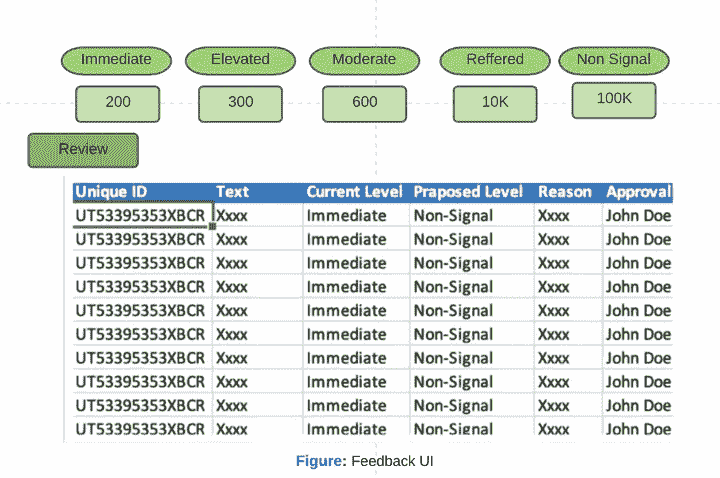 Immediate Elevated Moderate Reffered Non Signal
200 300 600 10K 100K
Review
Unique ID Text Current Level Praposed Level Reason Approval
UT53395353XBCR Xxxx Immediate Non-Signal Xxxx John Doe
UT53395353XBCR Xxxx Immediate Non-Signal Xxxx John Doe
UT53395353XBCR Xxxx Immediate Non-Signal Xxxx John Doe
UT53395353XBCR Xxxx Immediate Non-Signal Xxxx John Doe
UT53395353XBCR Xxxx Immediate Non-Signal Xxxx John Doe
UT53395353XBCR Xxxx Immediate Non-Signal Xxxx John Doe
UT53395353XBCR Xxxx Immediate Non-Signal Xxxx John Doe
UT53395353XBCR Xxxx Immediate Non-Signal Xxxx John Doe
UT53395353XBCR Xxxx Immediate Non-Signal Xxxx John Doe
UT53395353XBCR Xxxx Immediate Non-Signal Xxxx John Doe
Figure: Feedback UI